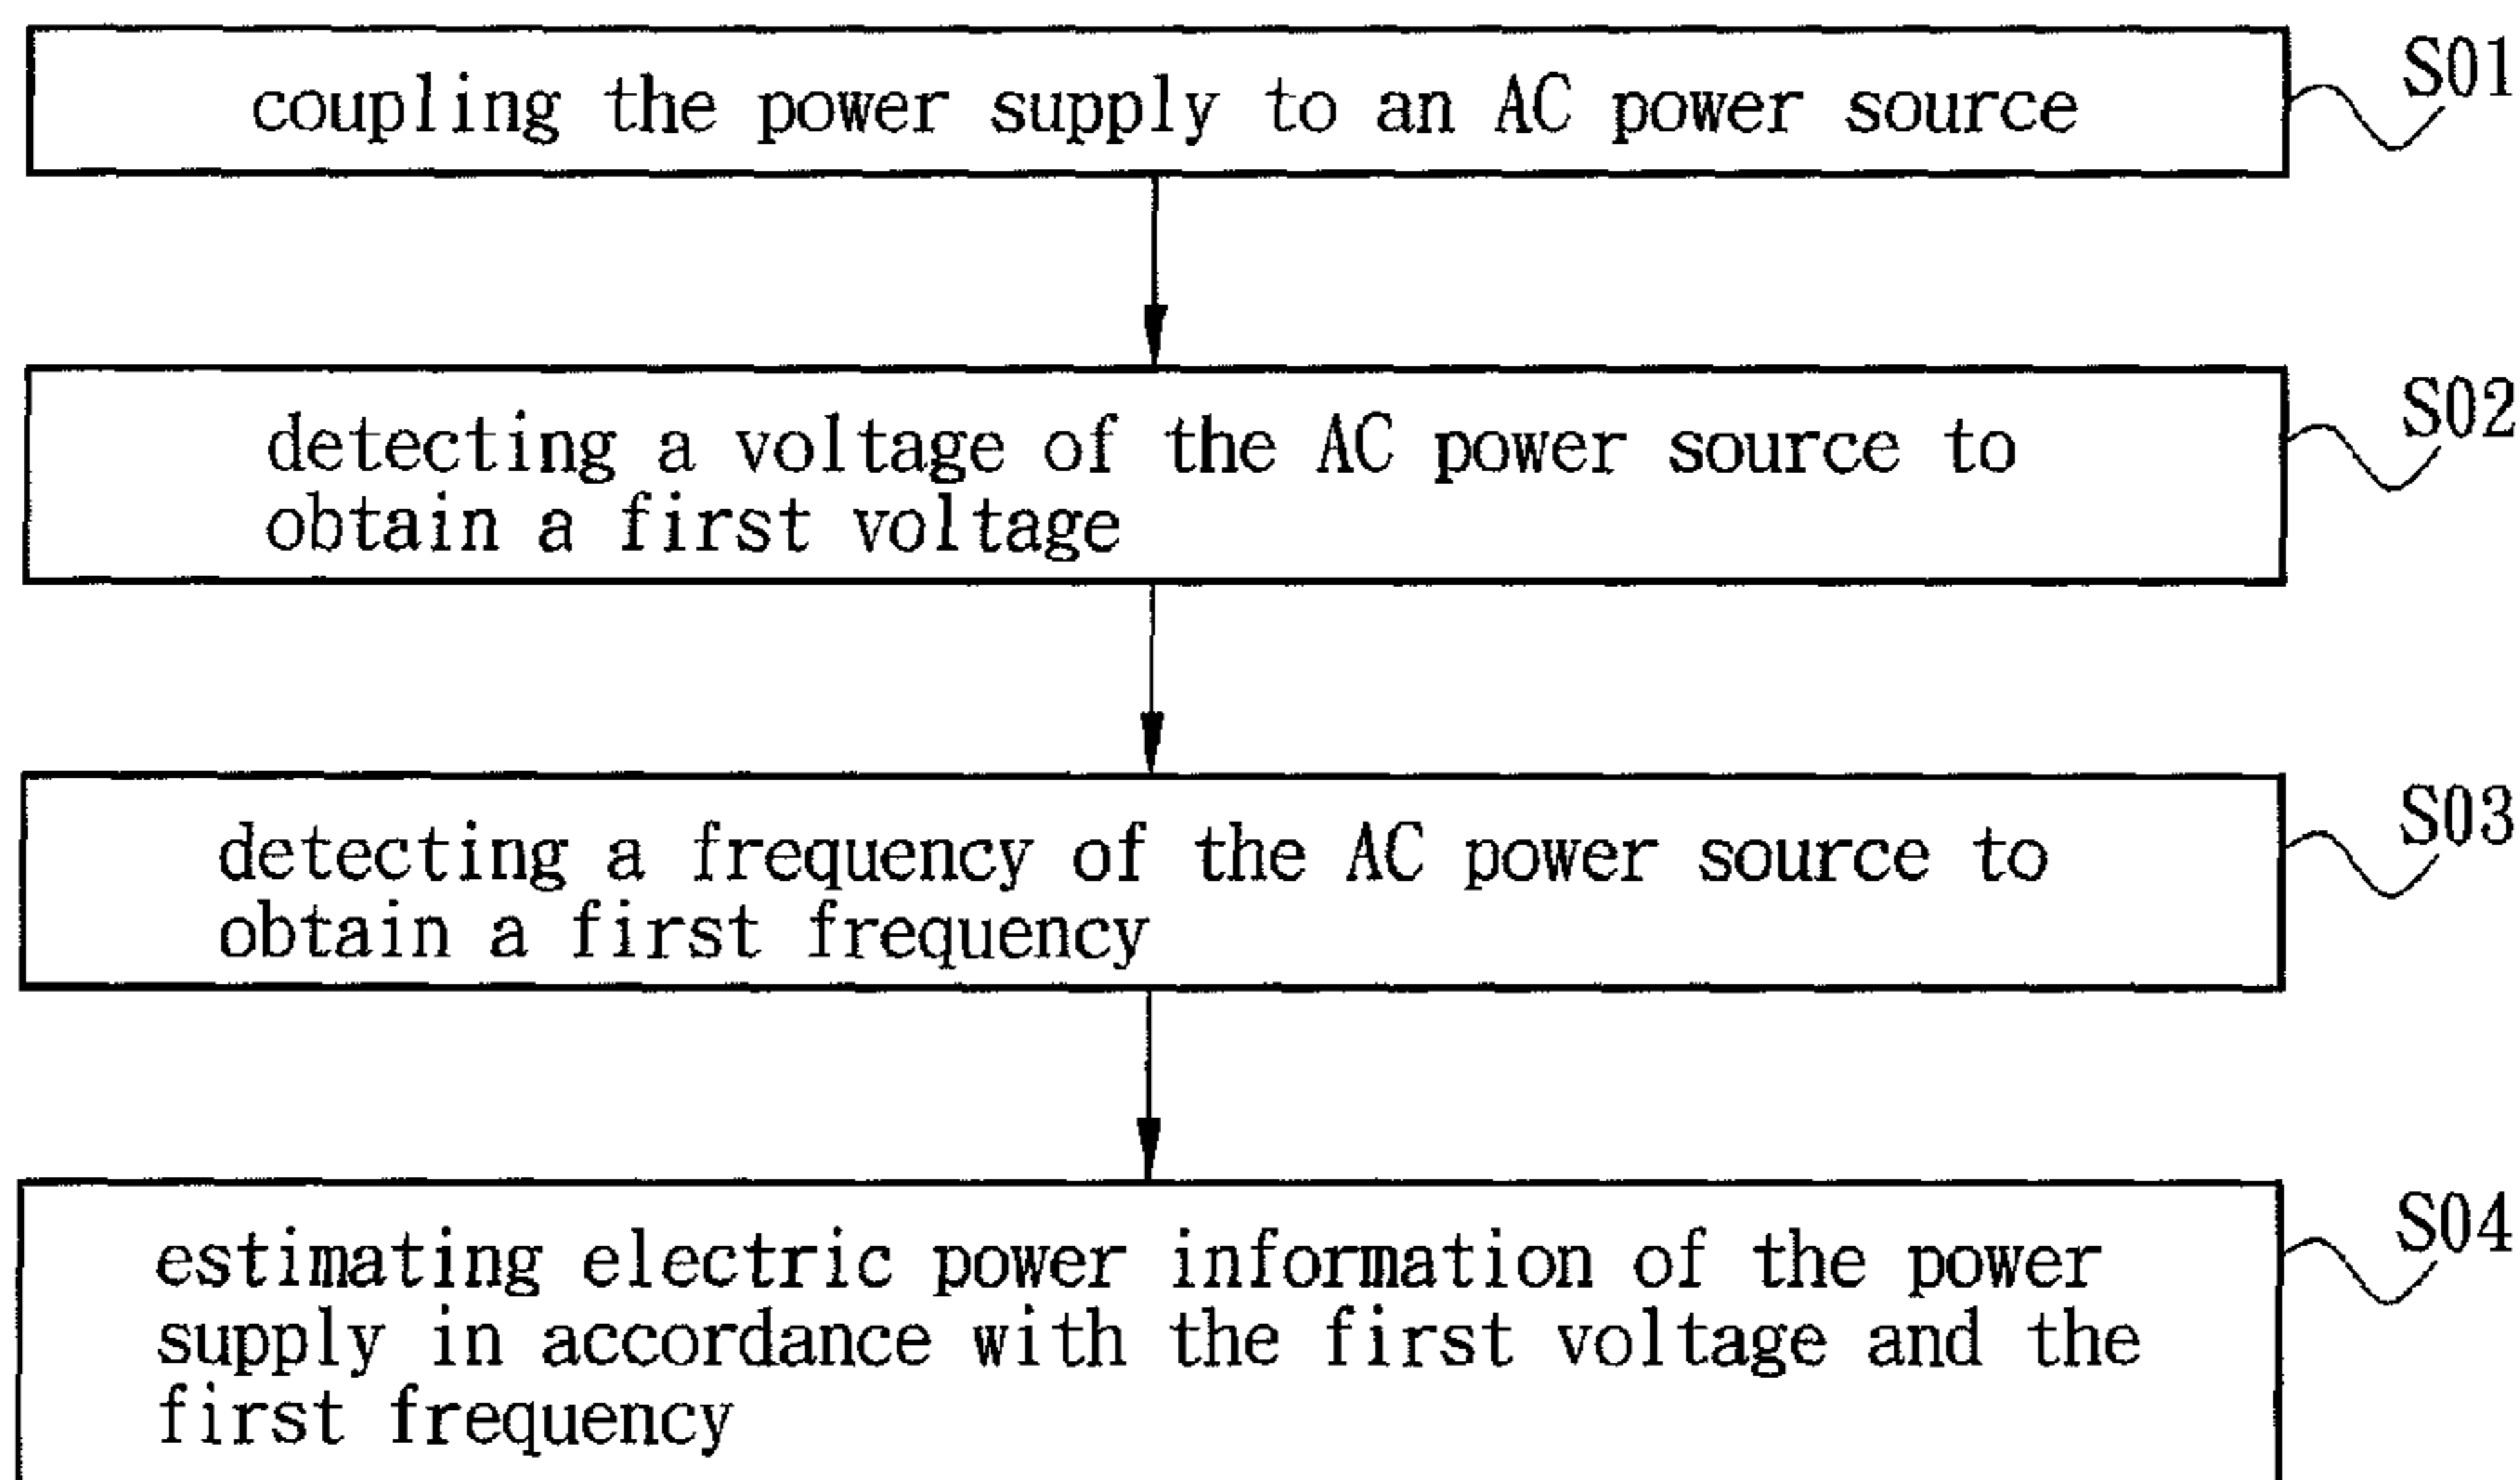 coupling the power supply to an AC power source
S01
detecting a voltage of the AC power source to
obtain a first voltage
S02
detecting a frequency of the AC power source to
obtain a first frequency
S03
estimating electric power information of the power
supply in accordance with the first voltage and the
first frequency
S04